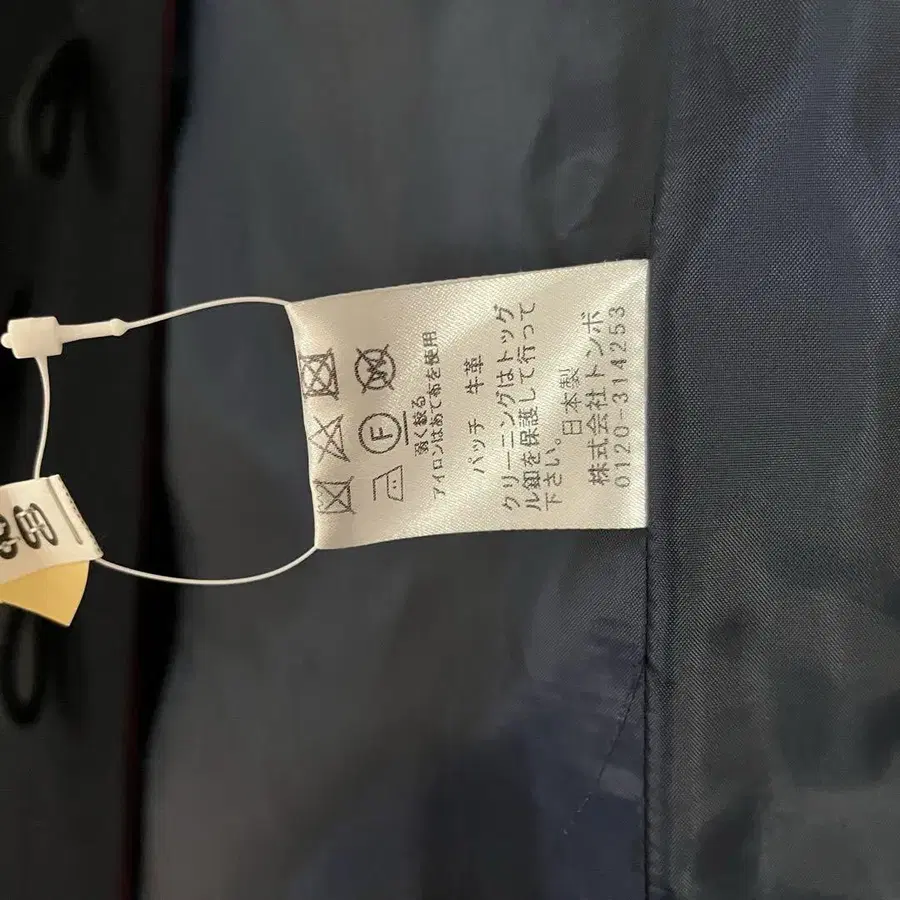 W
F
弱く絞る
アイロンはあて布を使用
パッチ 牛革
クリーニングはトッグ
ル釦を保護して行って
下さい。
日本製
株式会社トンボ
0120-314253